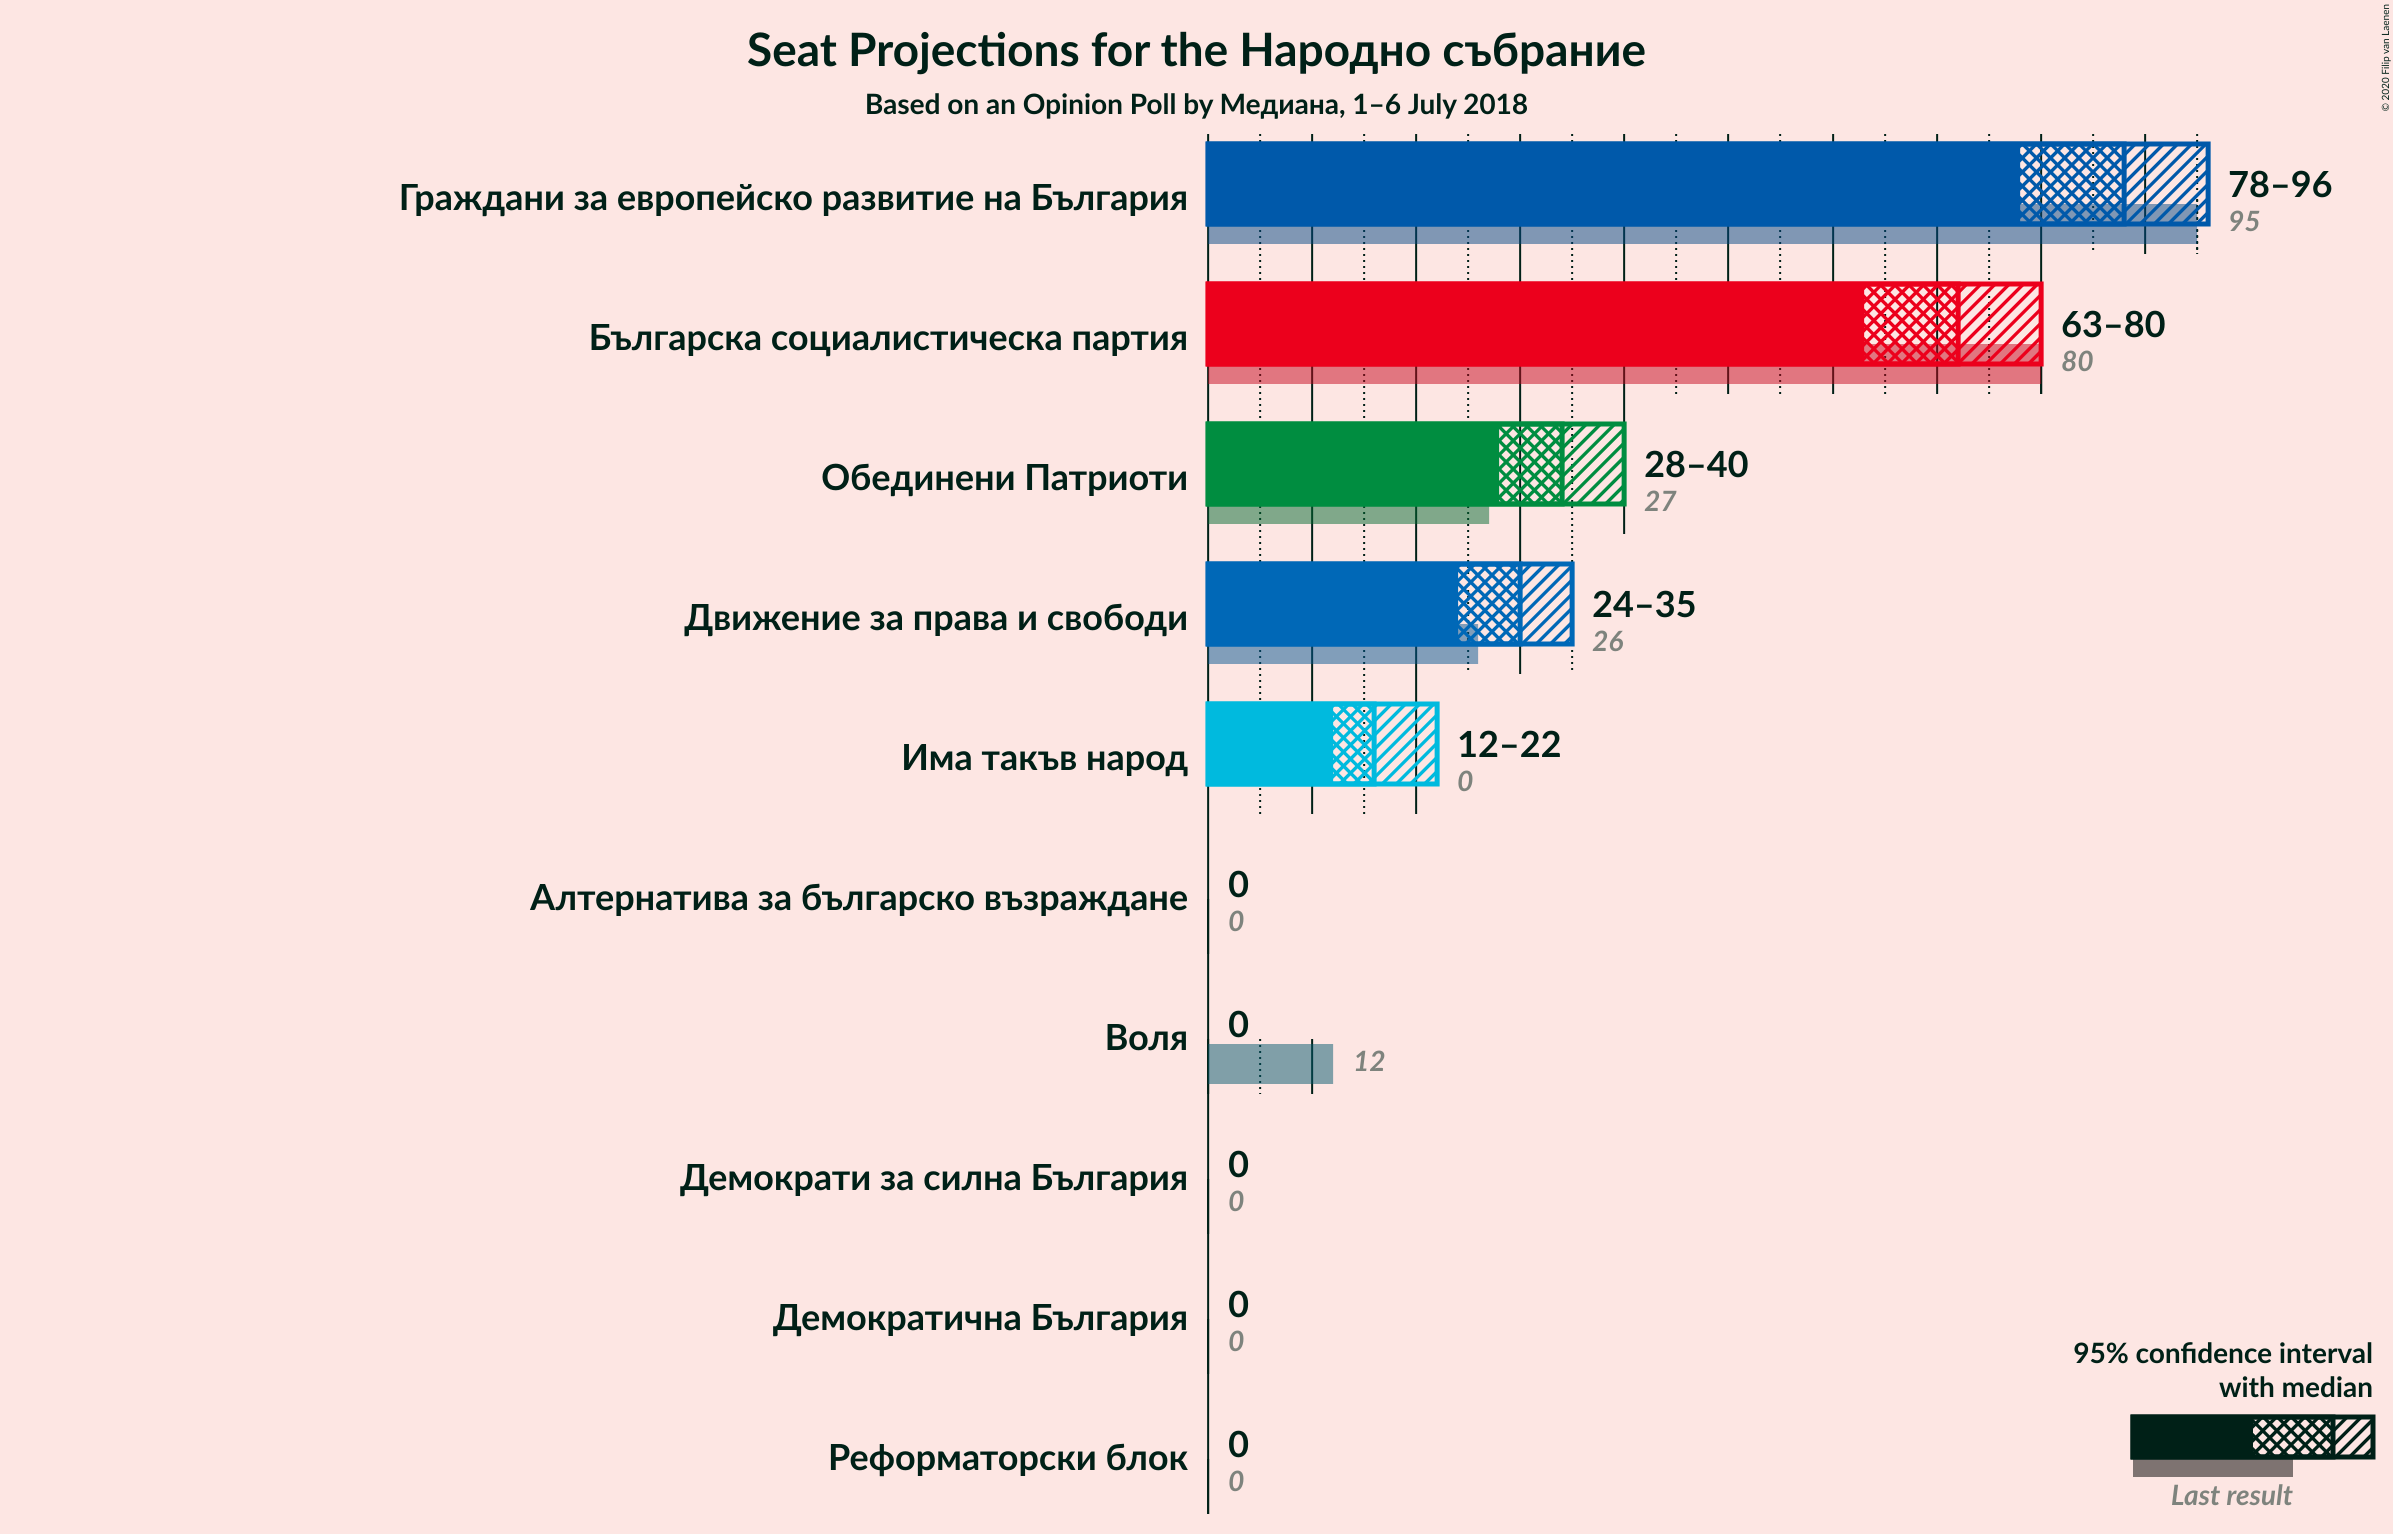 Seat Projections for the Народно събрание
Based on an Opinion Poll by Медиана, 1–6 July 2018
© 2020 Filip van Laenen
Граждани за европейско развитие на България
78–96
95
Българска социалистическа партия
63–80
80
Обединени Патриоти
28–40
27
Движение за права и свободи
24–35
26
Има такъв народ
12–22
0
Алтернатива за българско възраждане
0
0
Воля
0
12
Демократи за силна България
0
0
Демократична България
0
0
Реформаторски блок
0
0
95% confidence interval
with median
Last result